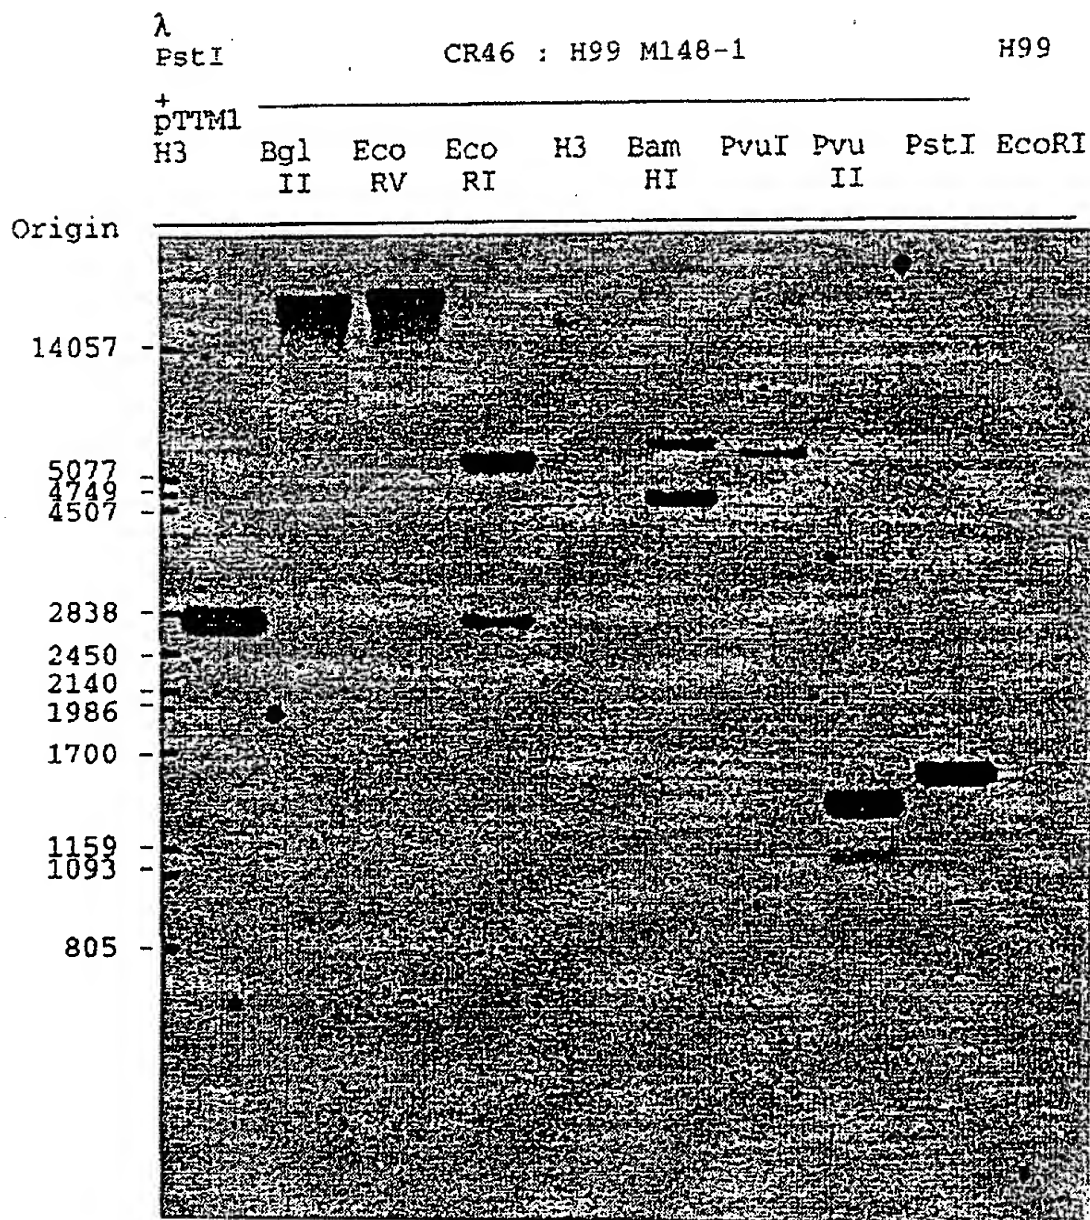 λ
PstI CR46 : H99 M148-1 H99
+
pTTM1
H3 Bgl Eco Eco H3 Bam PvuI Pvu PstI EcoRI
II RV RI HI II
Origin
14057 -
5077 -
4749 -
4507 -
2838 -
2450 -
2140 -
1986 -
1700 -
1159 -
1093 -
805 -